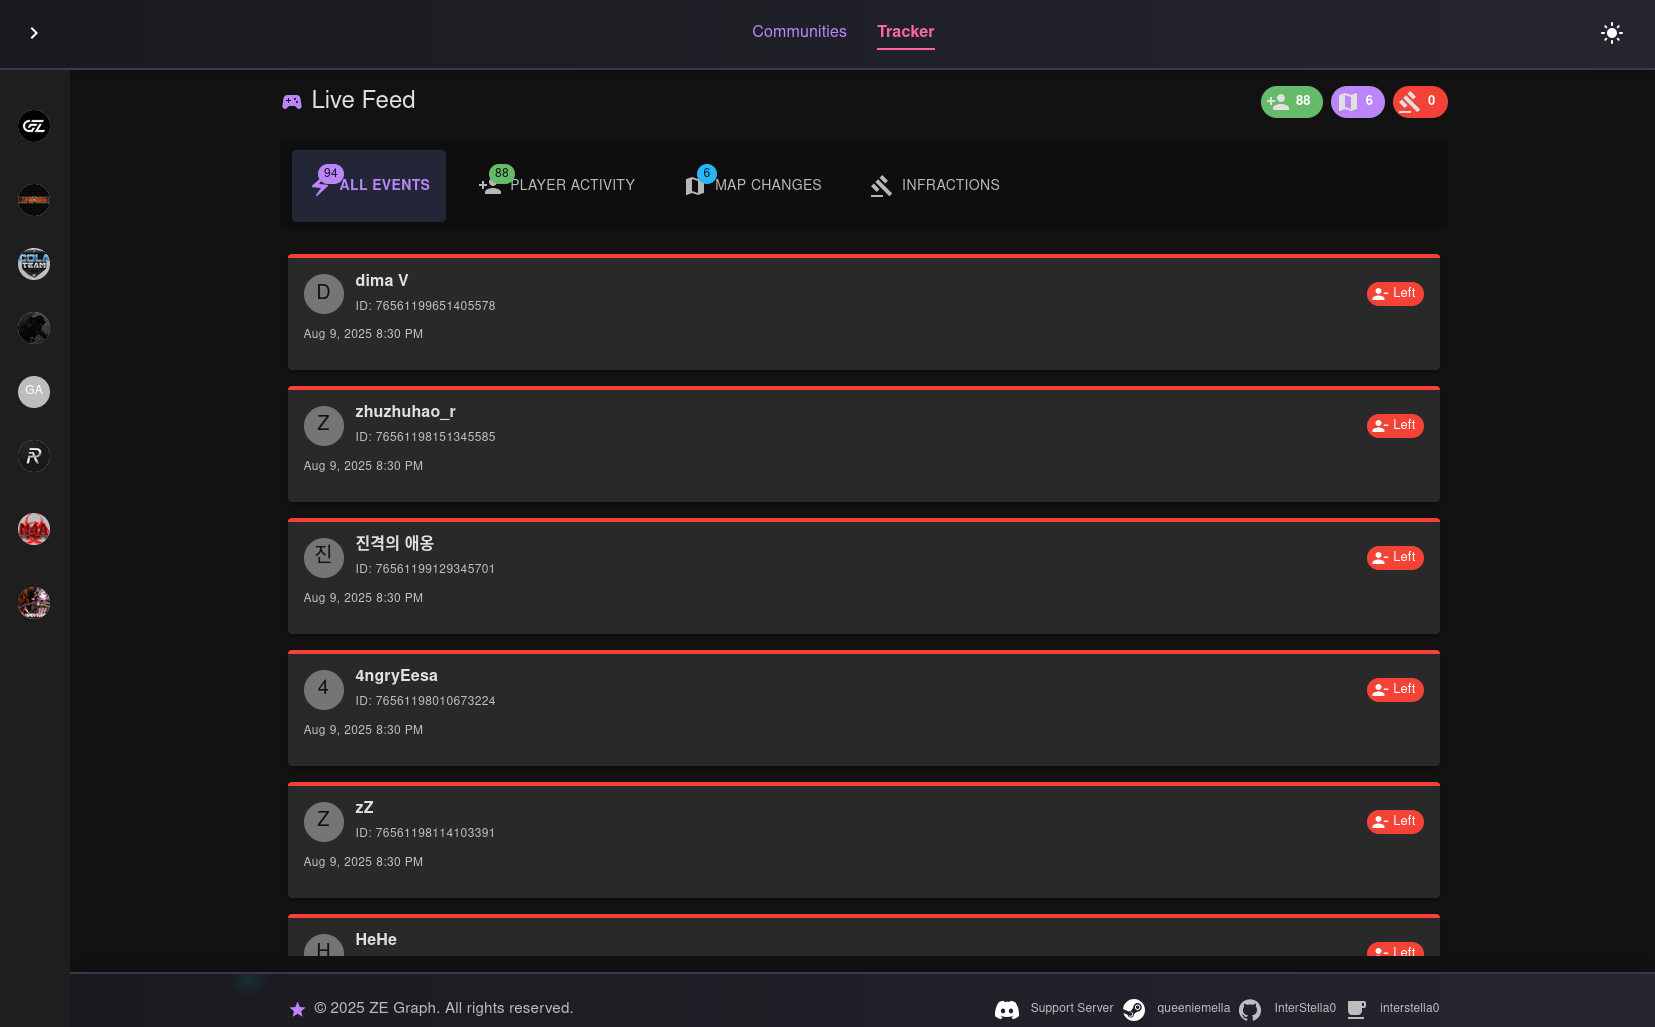 Communities
Tracker
Live Feed
88
6
0
94
ALL EVENTS
88
PLAYER ACTIVITY
6
MAP CHANGES
INFRACTIONS
D
dima V
ID: 76561199651405578
Left
Aug 9, 2025 8:30 PM
Z
zhuzhuhao_r
ID: 76561198151345585
Left
Aug 9, 2025 8:30 PM
진
진격의 애옹
ID: 76561199129345701
Left
Aug 9, 2025 8:30 PM
4
4ngryEesa
ID: 76561198010673224
Left
Aug 9, 2025 8:30 PM
Z
zZ
ID: 76561198114103391
Left
Aug 9, 2025 8:30 PM
H
HeHe
Left
GZ
COLA
TEAM
GA
R
© 2025 ZE Graph. All rights reserved.
Support Server
queeniemella
InterStella0
interstella0